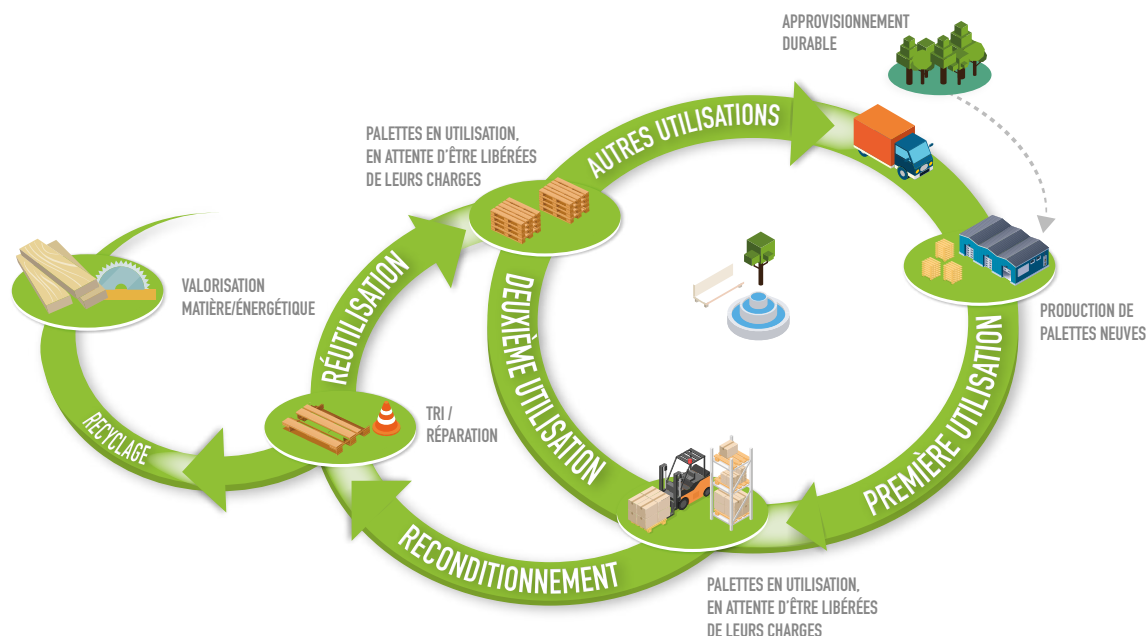 APPROVISIONNEMENT
DURABLE
PALETTES EN UTILISATION,
EN ATTENTE D'ÊTRE LIBÉRÉES
DE LEURS CHARGES
AUTRES UTILISATIONS
VALORISATION
MATIÈRE/ÉNERGÉTIQUE
RÉUTILISATION
DEUXIÈME UTILISATION
PRODUCTION DE
PALETTES NEUVES
PREMIÈRE UTILISATION
TRI /
RÉPARATION
RECYCLAGE
RECONDITIONNEMENT
PALETTES EN UTILISATION,
EN ATTENTE D'ÊTRE LIBÉRÉES
DE LEURS CHARGES